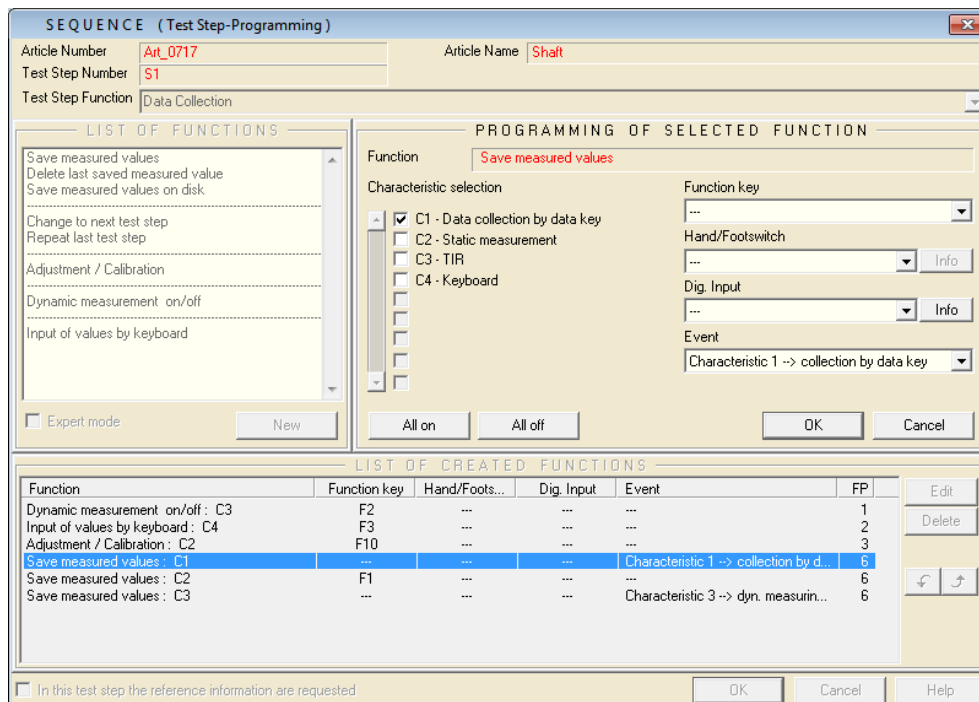 SEQUENCE (Test Step-Programming)
Article Number Art_0717 Article Name Shaft
Test Step Number S1
Test Step Function Data Collection
LIST OF FUNCTIONS
Save measured values
Delete last saved measured value
Save measured values on disk
Change to next test step
Repeat last test step
Adjustment / Calibration
Dynamic measurement on/off
Input of values by keyboard
Expert mode New
PROGRAMMING OF SELECTED FUNCTION
Function Save measured values
Characteristic selection
C1 - Data collection by data key
C2 - Static measurement
C3 - TIR
C4 - Keyboard
All on All off
Function key
---
Hand/Footswitch
--- Info
Dig. Input
--- Info
Event
Characteristic 1 --> collection by data key
OK Cancel
LIST OF CREATED FUNCTIONS
Function Function key Hand/Foots... Dig. Input Event FP
Dynamic measurement on/off : C3 F2 --- --- --- 1
Input of values by keyboard : C4 F3 --- --- --- 2
Adjustment / Calibration : C2 F10 --- --- --- 3
Save measured values : C1 --- --- --- Characteristic 1 --> collection by d... 6
Save measured values : C2 F1 --- --- --- 6
Save measured values : C3 --- --- --- Characteristic 3 --> dyn. measurin... 6
Edit
Delete
In this test step the reference information are requested
OK Cancel Help